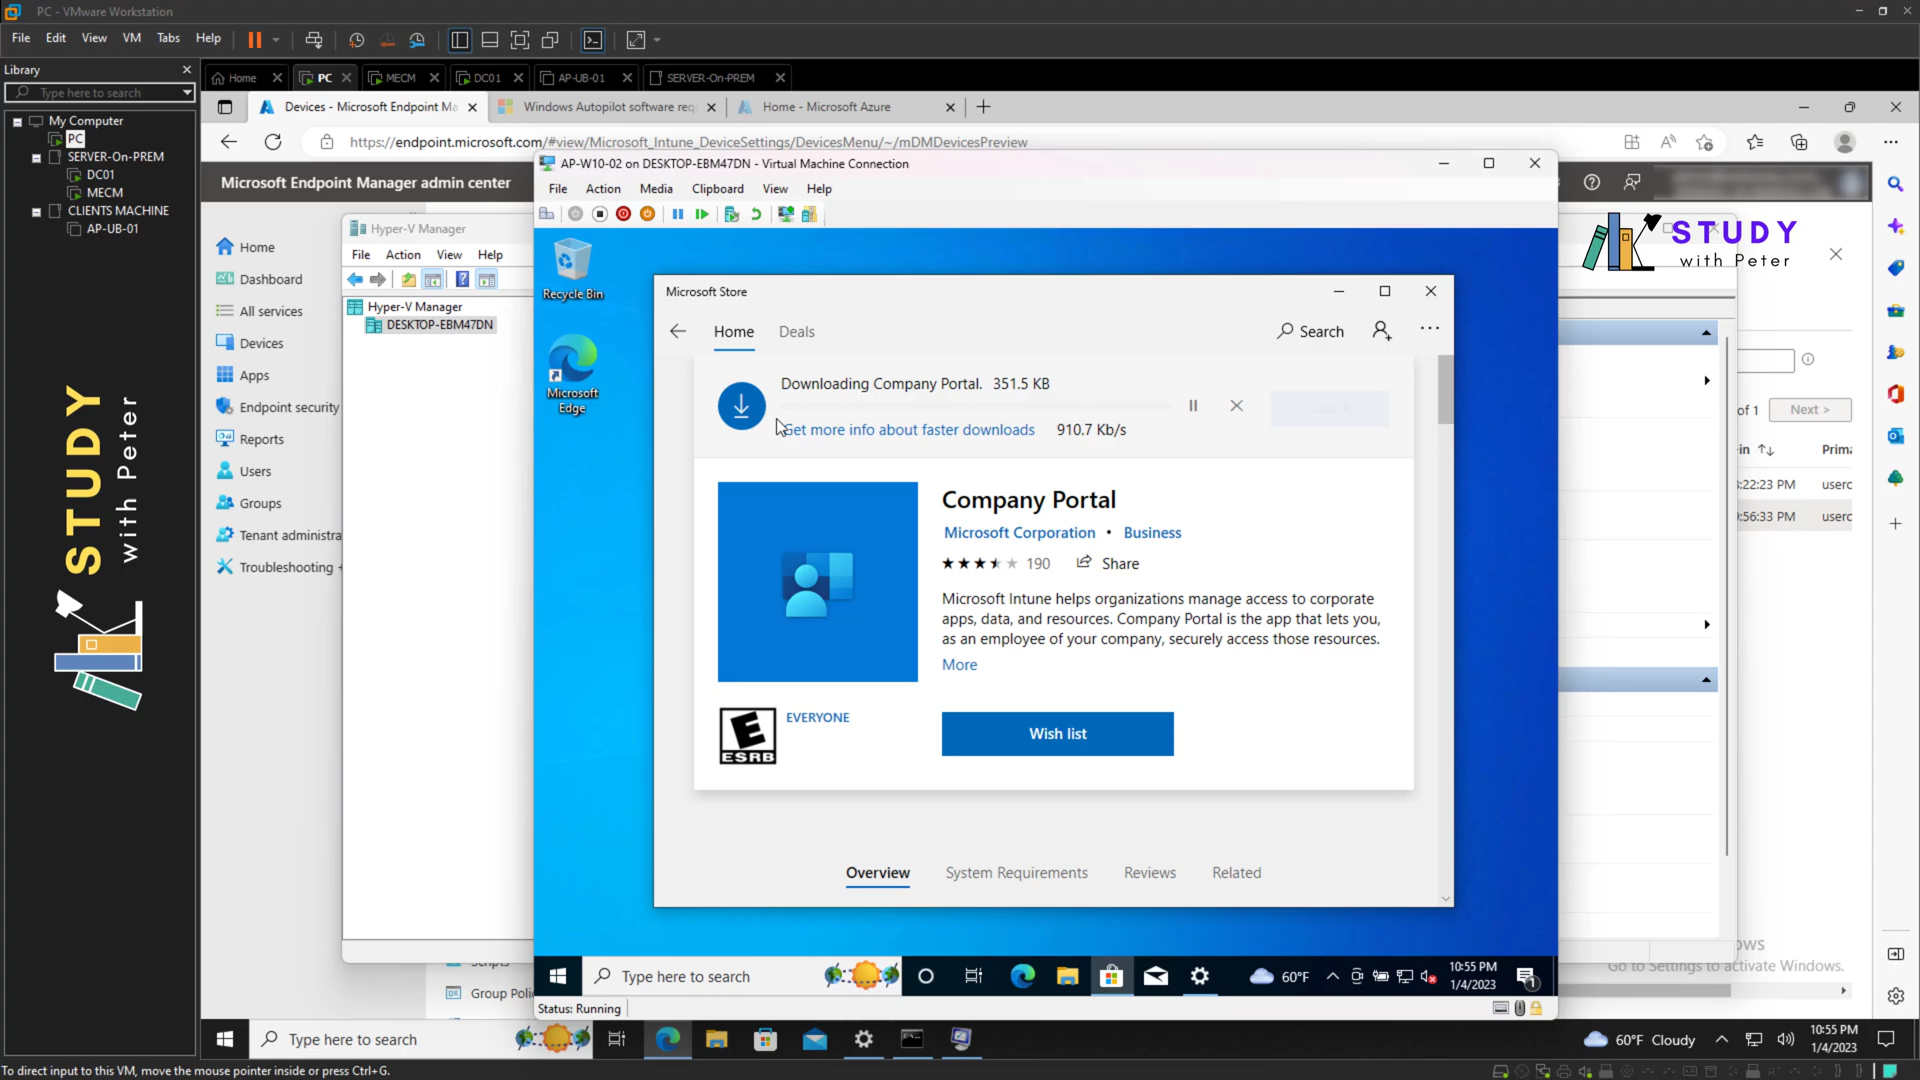 PC - VMware Workstation
File Edit View VM Tabs Help
Library
Type here to search
My Computer
PC
SERVER-On-PREM
DC01
MECM
CLIENTS MACHINE
AP-UB-01
STUDY
with Peter
Home PC MECM DC01 AP-UB-01 SERVER-On-PREM
Devices - Microsoft Endpoint Ma Windows Autopilot software req Home - Microsoft Azure
https://endpoint.microsoft.com/#view/Microsoft_Intune_DeviceSettings/DevicesMenu/~/mDMDevicesPreview
Microsoft Endpoint Manager admin center
Home
Dashboard
All services
Devices
Apps
Endpoint security
Reports
Users
Groups
Tenant administra
Troubleshooting +
Group Poli
Hyper-V Manager
File Action View Help
Hyper-V Manager
DESKTOP-EBM47DN
AP-W10-02 on DESKTOP-EBM47DN - Virtual Machine Connection
File Action Media Clipboard View Help
Recycle Bin
Microsoft
Edge
Microsoft Store
Home Deals
Search
Downloading Company Portal. 351.5 KB
Get more info about faster downloads 910.7 Kb/s
Company Portal
Microsoft Corporation • Business
190 Share
Microsoft Intune helps organizations manage access to corporate
apps, data, and resources. Company Portal is the app that lets you,
as an employee of your company, securely access those resources.
More
E
ESRB
EVERYONE
Wish list
Overview System Requirements Reviews Related
Type here to search
60°F
10:55 PM
1/4/2023
1
Status: Running
STUDY
with Peter
of 1 Next >
in Prima
:22:23 PM userc
:56:33 PM userc
Go to Settings to activate Windows.
Type here to search
60°F Cloudy
10:55 PM
1/4/2023
To direct input to this VM, move the mouse pointer inside or press Ctrl+G.